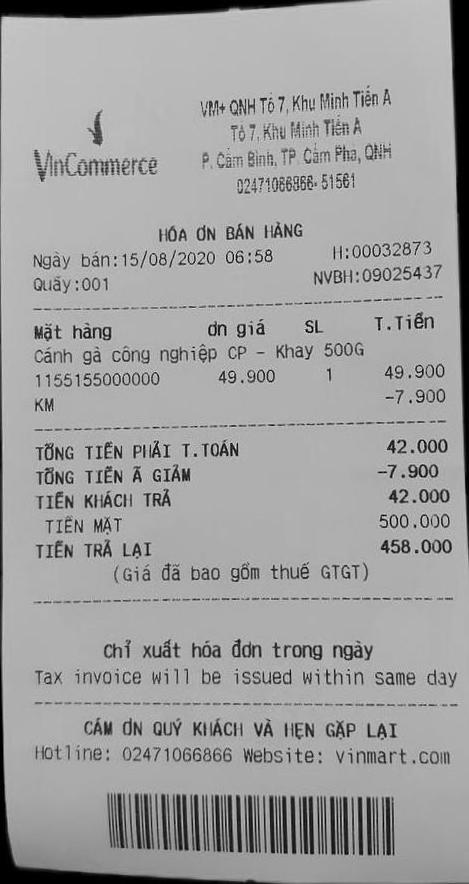 VinCommerce
VM+ QNH Tổ 7, Khu Minh Tiến A
Tổ 7, Khu Minh Tiến A
P. Cẩm Bình, TP. Cẩm Phả, QNH
02471066866- 51561
HÓA ƠN BÁN HÀNG
Ngày bán:15/08/2020 06:58 H:00032873
Quầy:001 NVBH:09025437
Mặt hàng ơn giá SL T.Tiền
Cánh gà công nghiệp CP - Khay 500G
1155155000000 49.900 1 49.900
KM -7.900
TỔNG TIỀN PHẢI T.TOÁN 42.000
TỔNG TIỀN Ã GIẢM -7.900
TIỀN KHÁCH TRẢ 42.000
TIỀN MẶT 500.000
TIỀN TRẢ LẠI 458.000
(Giá đã bao gồm thuế GTGT)
Chỉ xuất hóa đơn trong ngày
Tax invoice will be issued within same day
CẢM ƠN QUÝ KHÁCH VÀ HẸN GẶP LẠI
Hotline: 02471066866 Website: vinmart.com